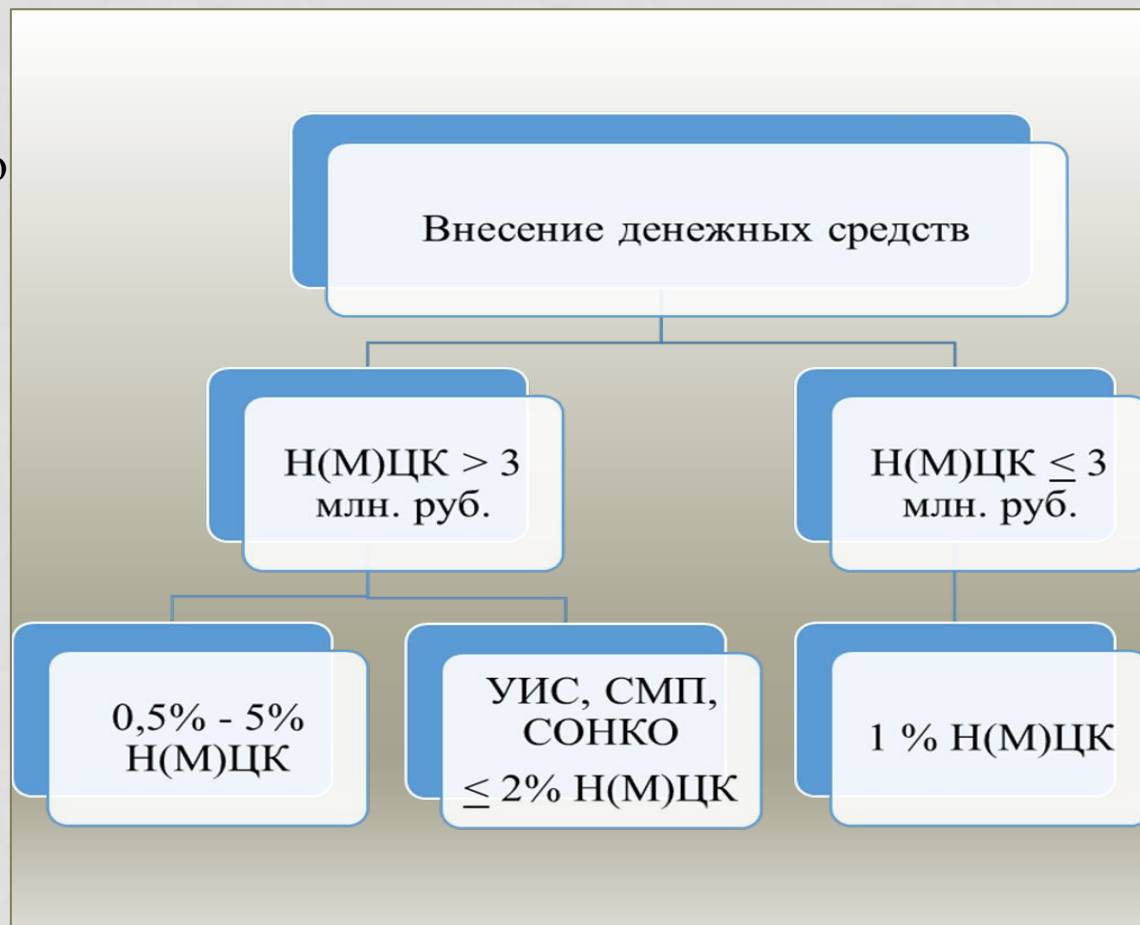 Внесение денежных средств
Н(М)ЦК > 3
млн. руб.
Н(М)ЦК ≤ 3
млн. руб.
0,5% - 5%
Н(М)ЦК
УИС, СМП,
СОНКО
≤ 2% Н(М)ЦК
1 % Н(М)ЦК